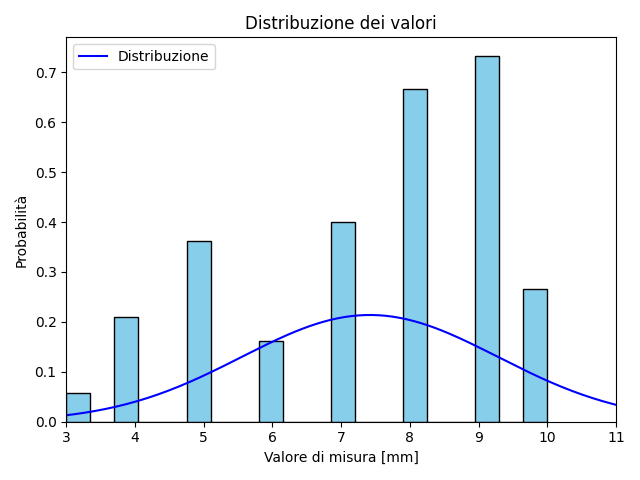 Distribuzione dei valori
Distribuzione
Probabilità
0.7
0.6
0.5
0.4
0.3
0.2
0.1
0.0
3 4 5 6 7 8 9 10 11
Valore di misura [mm]